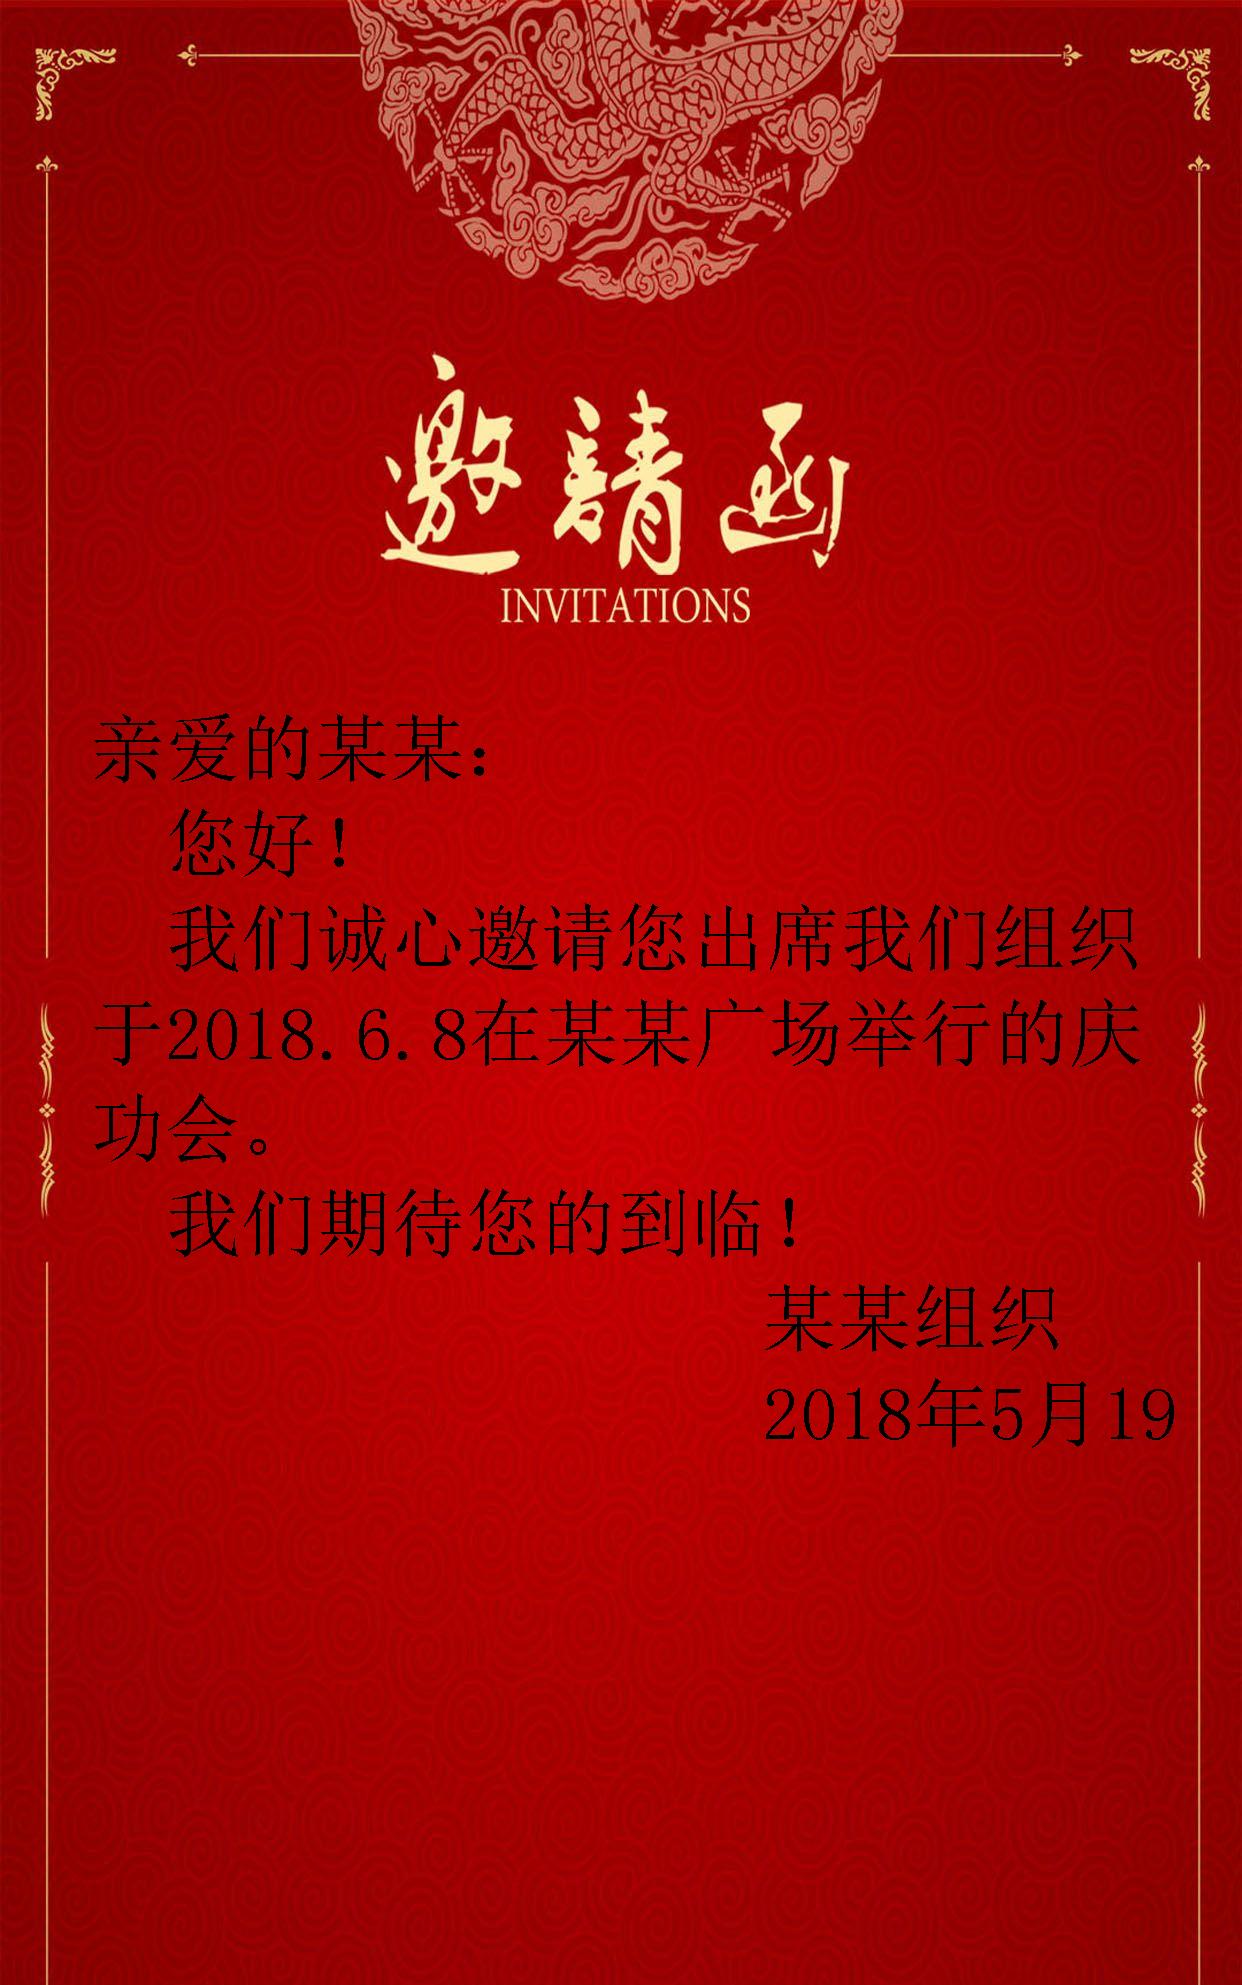 邀請函
INVITATIONS
亲爱的某某：
您好！
我们诚心邀请您出席我们组织
于2018.6.8在某某广场举行的庆
功会。
我们期待您的到临！
某某组织
2018年5月19